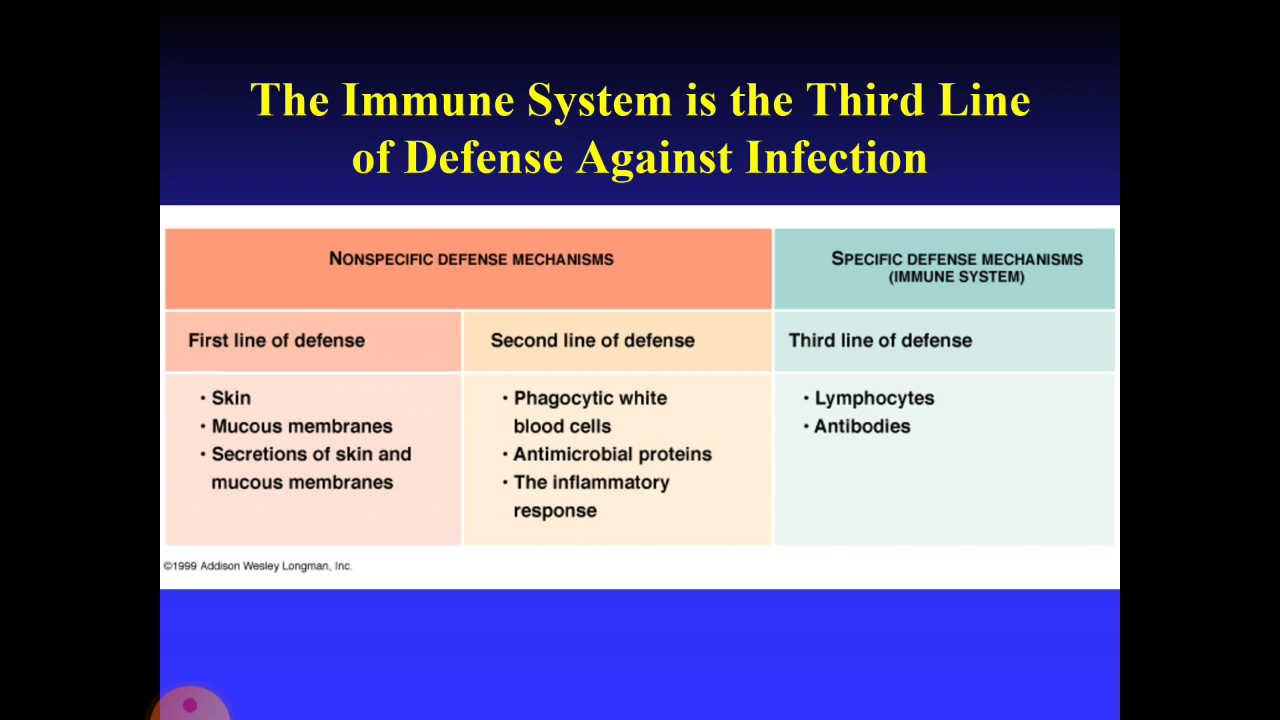 The Immune System is the Third Line
of Defense Against Infection
NONSPECIFIC DEFENSE MECHANISMS
SPECIFIC DEFENSE MECHANISMS
(IMMUNE SYSTEM)
First line of defense
Second line of defense
Third line of defense
• Skin
• Mucous membranes
• Secretions of skin and
mucous membranes
• Phagocytic white
blood cells
• Antimicrobial proteins
• The inflammatory
response
• Lymphocytes
• Antibodies
©1999 Addison Wesley Longman, Inc.